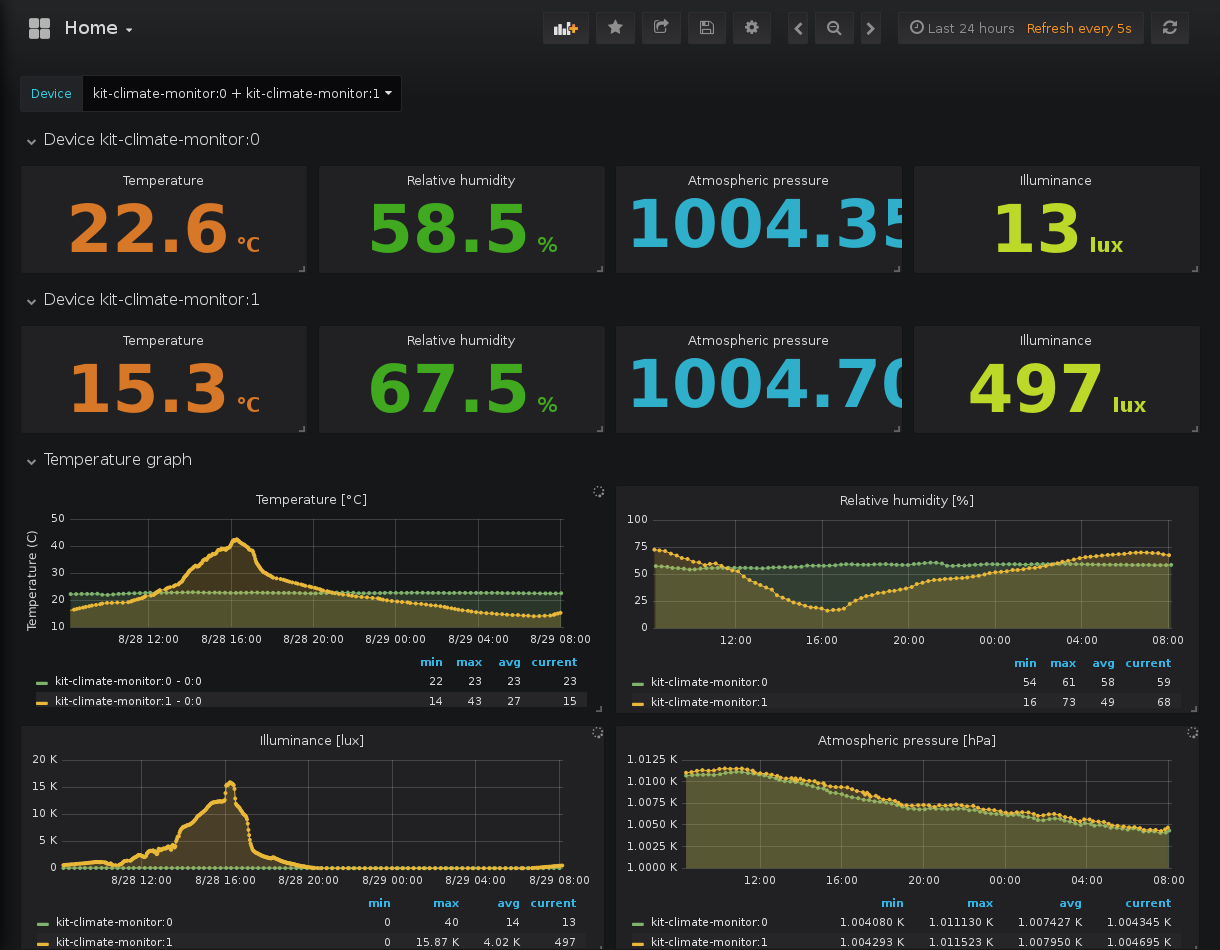 Home
Last 24 hours Refresh every 5s
Device kit-climate-monitor:0 + kit-climate-monitor:1
Device kit-climate-monitor:0
Temperature Relative humidity Atmospheric pressure Illuminance
22.6 °C 58.5 % 1004.35 13 lux
Device kit-climate-monitor:1
Temperature Relative humidity Atmospheric pressure Illuminance
15.3 °C 67.5 % 1004.70 497 lux
Temperature graph
Temperature [°C]
Temperature (C)
50
40
30
20
10
8/28 12:00 8/28 16:00 8/28 20:00 8/29 00:00 8/29 04:00 8/29 08:00
min max avg current
kit-climate-monitor:0 - 0:0 22 23 23 23
kit-climate-monitor:1 - 0:0 14 43 27 15
Relative humidity [%]
100
75
50
25
0
12:00 16:00 20:00 00:00 04:00 08:00
min max avg current
kit-climate-monitor:0 54 61 58 59
kit-climate-monitor:1 16 73 49 68
Illuminance [lux]
20 K
15 K
10 K
5 K
0
8/28 12:00 8/28 16:00 8/28 20:00 8/29 00:00 8/29 04:00 8/29 08:00
min max avg current
kit-climate-monitor:0 0 40 14 13
kit-climate-monitor:1 0 15.87 K 4.02 K 497
Atmospheric pressure [hPa]
1.0125 K
1.0100 K
1.0075 K
1.0050 K
1.0025 K
1.0000 K
12:00 16:00 20:00 00:00 04:00 08:00
min max avg current
kit-climate-monitor:0 1.004080 K 1.011130 K 1.007427 K 1.004345 K
kit-climate-monitor:1 1.004293 K 1.011523 K 1.007950 K 1.004695 K